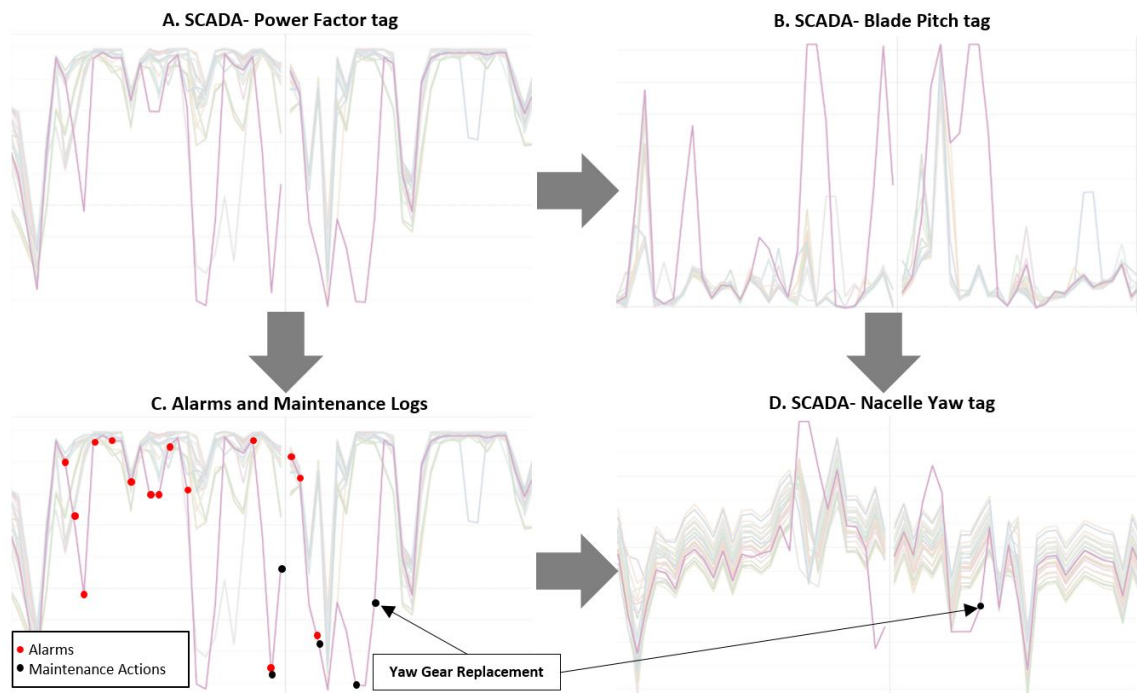 A. SCADA- Power Factor tag
B. SCADA- Blade Pitch tag
C. Alarms and Maintenance Logs
D. SCADA- Nacelle Yaw tag
Alarms
Maintenance Actions
Yaw Gear Replacement